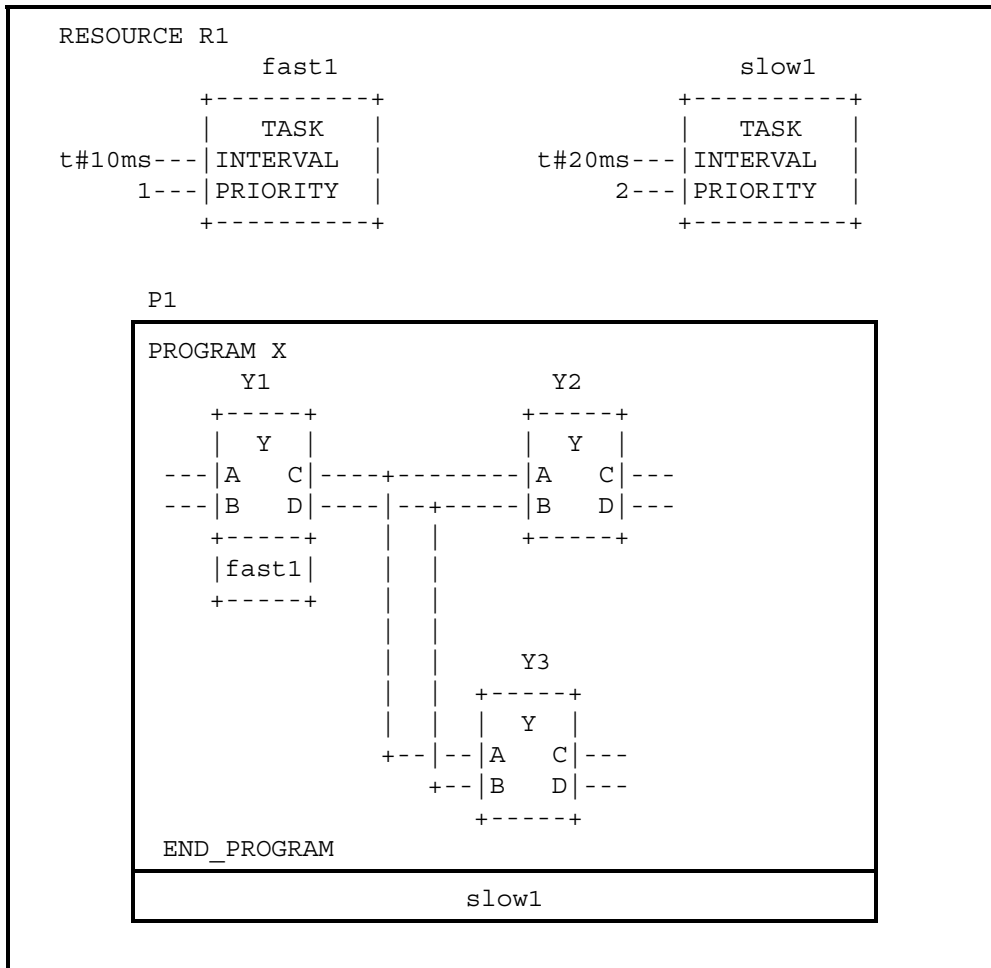 RESOURCE R1
fast1 slow1
+----------+ +----------+
| TASK | | TASK |
t#10ms---|INTERVAL | t#20ms---|INTERVAL |
1---|PRIORITY | 2---|PRIORITY |
+----------+ +----------+
P1
PROGRAM X
Y1 Y2
+-----+ +-----+
| Y | | Y |
---|A C|----+--------|A C|---
---|B D|----|--+-----|B D|---
+-----+ | | +-----+
|fast1| | |
+-----+ | |
| |
| | Y3
| | +-----+
| | | Y |
+--|--|A C|---
+--|B D|---
+-----+
END_PROGRAM
slow1